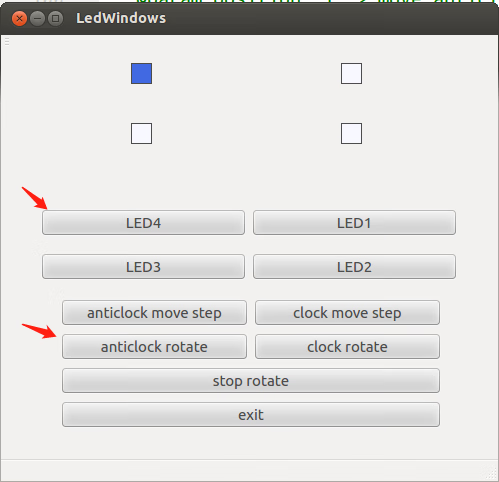 LedWindows
LED4 LED1
LED3 LED2
anticlock move step clock move step
anticlock rotate clock rotate
stop rotate
exit